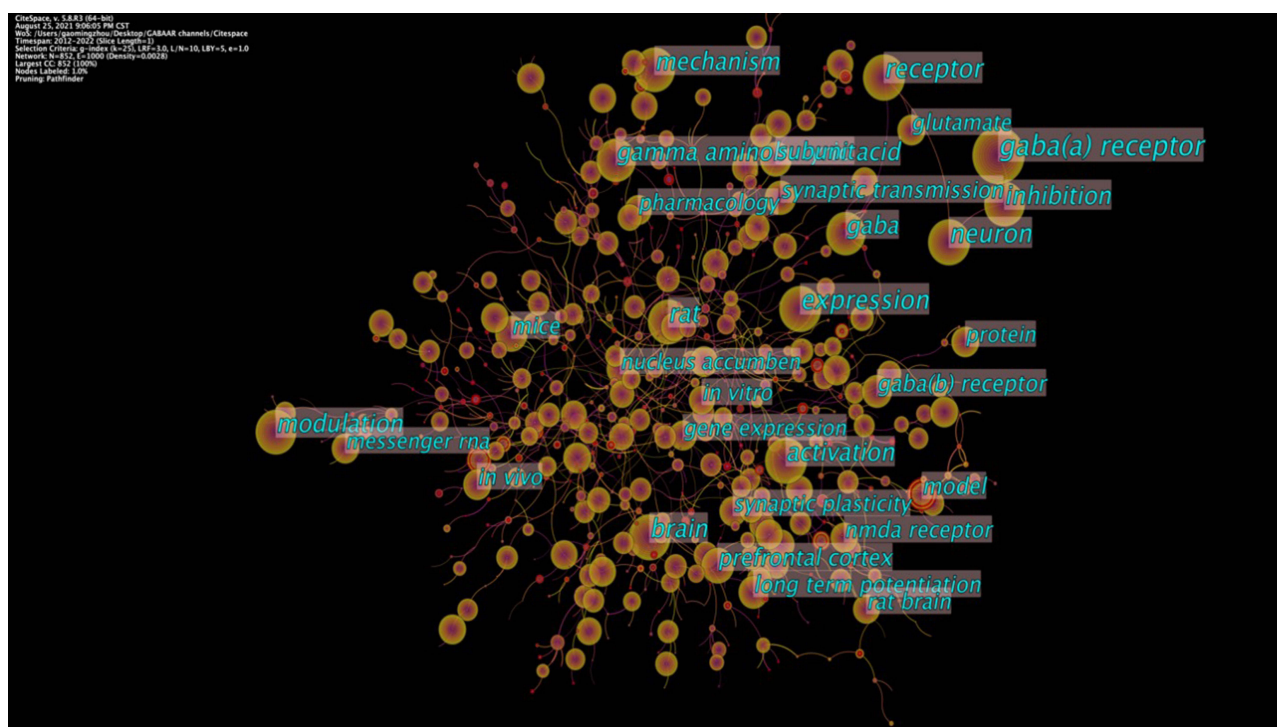 CiteSpace, v. 5.8.R3 (64-bit)
August 25, 2021 9:06:05 PM CST
WoS: /Users/gaomingzhou/Desktop/GABAAR channels/Citespace
Timespan: 2012-2022 (Slice Length=1)
Selection Criteria: g-index (k=25), LRF=3.0, L/N=10, LBY=5, e=1.0
Network: N=852, E=1000 (Density=0.0028)
Largest CC: 852 (100%)
Nodes Labeled: 1.0%
Pruning: Pathfinder
mechanism
receptor
glutamate
gaba(a) receptor
gamma amino acid
subunit
synaptic transmission
inhibition
pharmacology
gaba
neuron
expression
rat
mice
protein
nucleus accumben
gaba(b) receptor
in vitro
modulation
messenger rna
gene expression
activation
in vivo
model
synaptic plasticity
brain
nmda receptor
prefrontal cortex
long term potentiation
rat brain